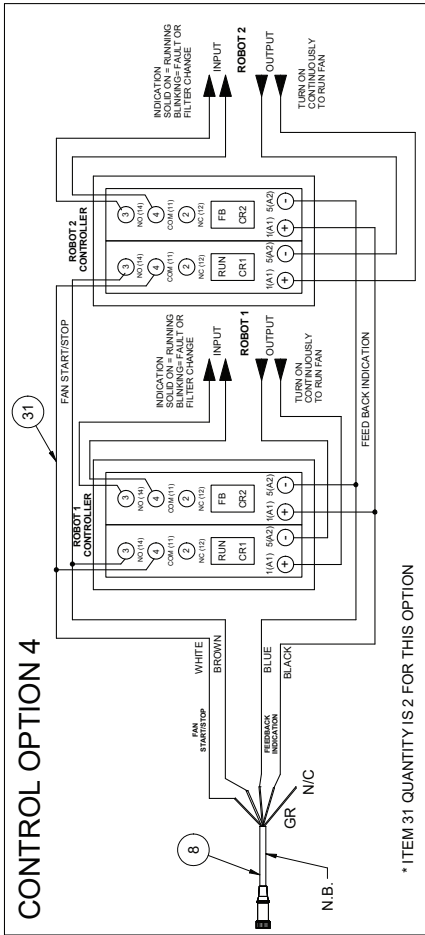 CONTROL OPTION 4
31
FAN START/STOP
ROBOT 1
CONTROLLER
3
NO (14)
4
COM (11)
2
NC (12)
RUN
CR1
1(A1) 5(A2)
+
-
3
NO (14)
4
COM (11)
2
NC (12)
FB
CR2
1(A1) 5(A2)
+
-
INDICATION
SOLID ON = RUNNING
BLINKING= FAULT OR
FILTER CHANGE
INPUT
ROBOT 1
OUTPUT
TURN ON
CONTINUOUSLY
TO RUN FAN
ROBOT 2
CONTROLLER
3
NO (14)
4
COM (11)
2
NC (12)
RUN
CR1
1(A1) 5(A2)
+
-
3
NO (14)
4
COM (11)
2
NC (12)
FB
CR2
1(A1) 5(A2)
+
-
INDICATION
SOLID ON = RUNNING
BLINKING= FAULT OR
FILTER CHANGE
INPUT
ROBOT 2
OUTPUT
TURN ON
CONTINUOUSLY
TO RUN FAN
FEED BACK INDICATION
WHITE
BROWN
BLUE
BLACK
FAN
START/STOP
FEEDBACK
INDICATION
8
N.B.
GR
N/C
* ITEM 31 QUANTITY IS 2 FOR THIS OPTION